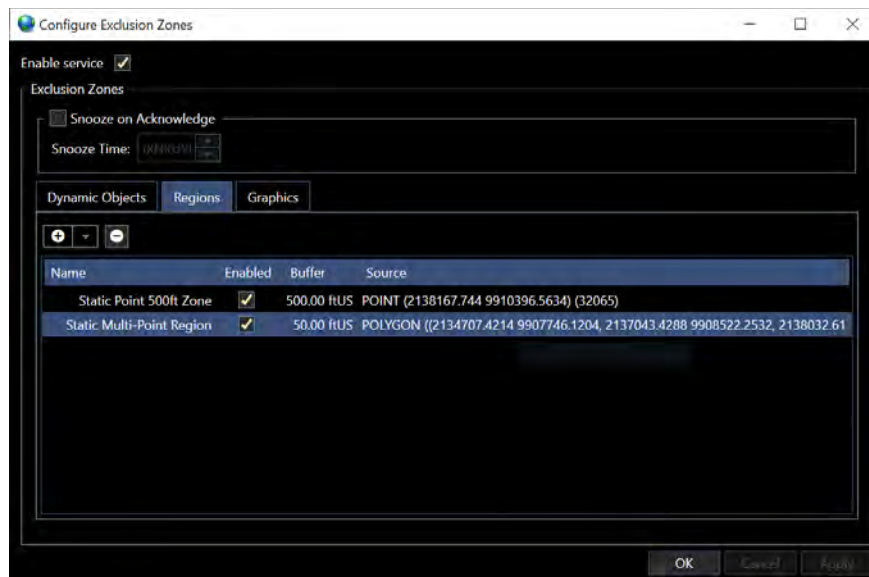 Configure Exclusion Zones
Enable service
Exclusion Zones
Snooze on Acknowledge
Snooze Time:
Dynamic Objects Regions Graphics
Name Enabled Buffer Source
Static Point 500ft Zone 500.00 ftUS POINT (2138167.744 9910396.5634) (32065)
Static Multi-Point Region 50.00 ftUS POLYGON ((2134707.4214 9907746.1204, 2137043.4288 9908522.2532, 2138032.61
OK Cancel Apply